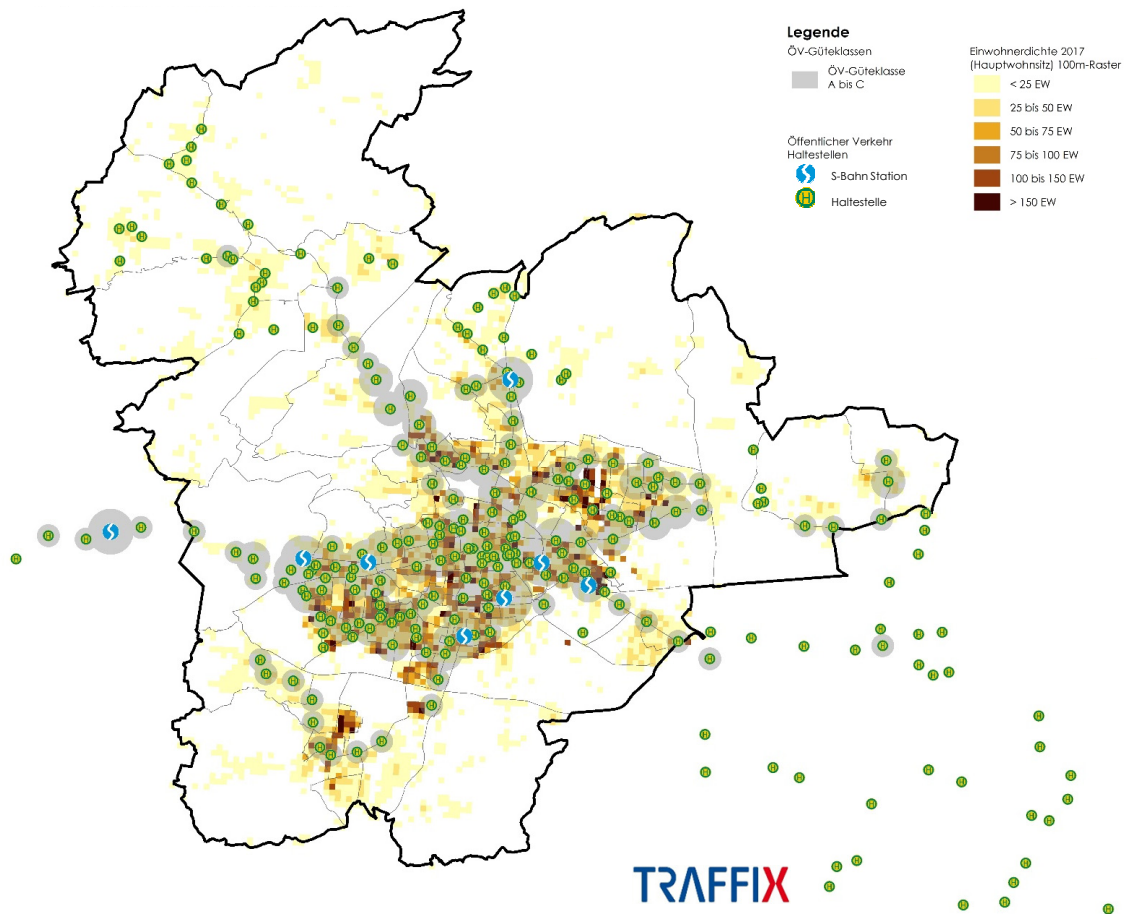 Legende
ÖV-Güteklassen
ÖV-Güteklasse
A bis C
Öffentlicher Verkehr
Haltestellen
S-Bahn Station
Haltestelle
Einwohnerdichte 2017
(Hauptwohnsitz) 100m-Raster
< 25 EW
25 bis 50 EW
50 bis 75 EW
75 bis 100 EW
100 bis 150 EW
> 150 EW
TRAFFIX